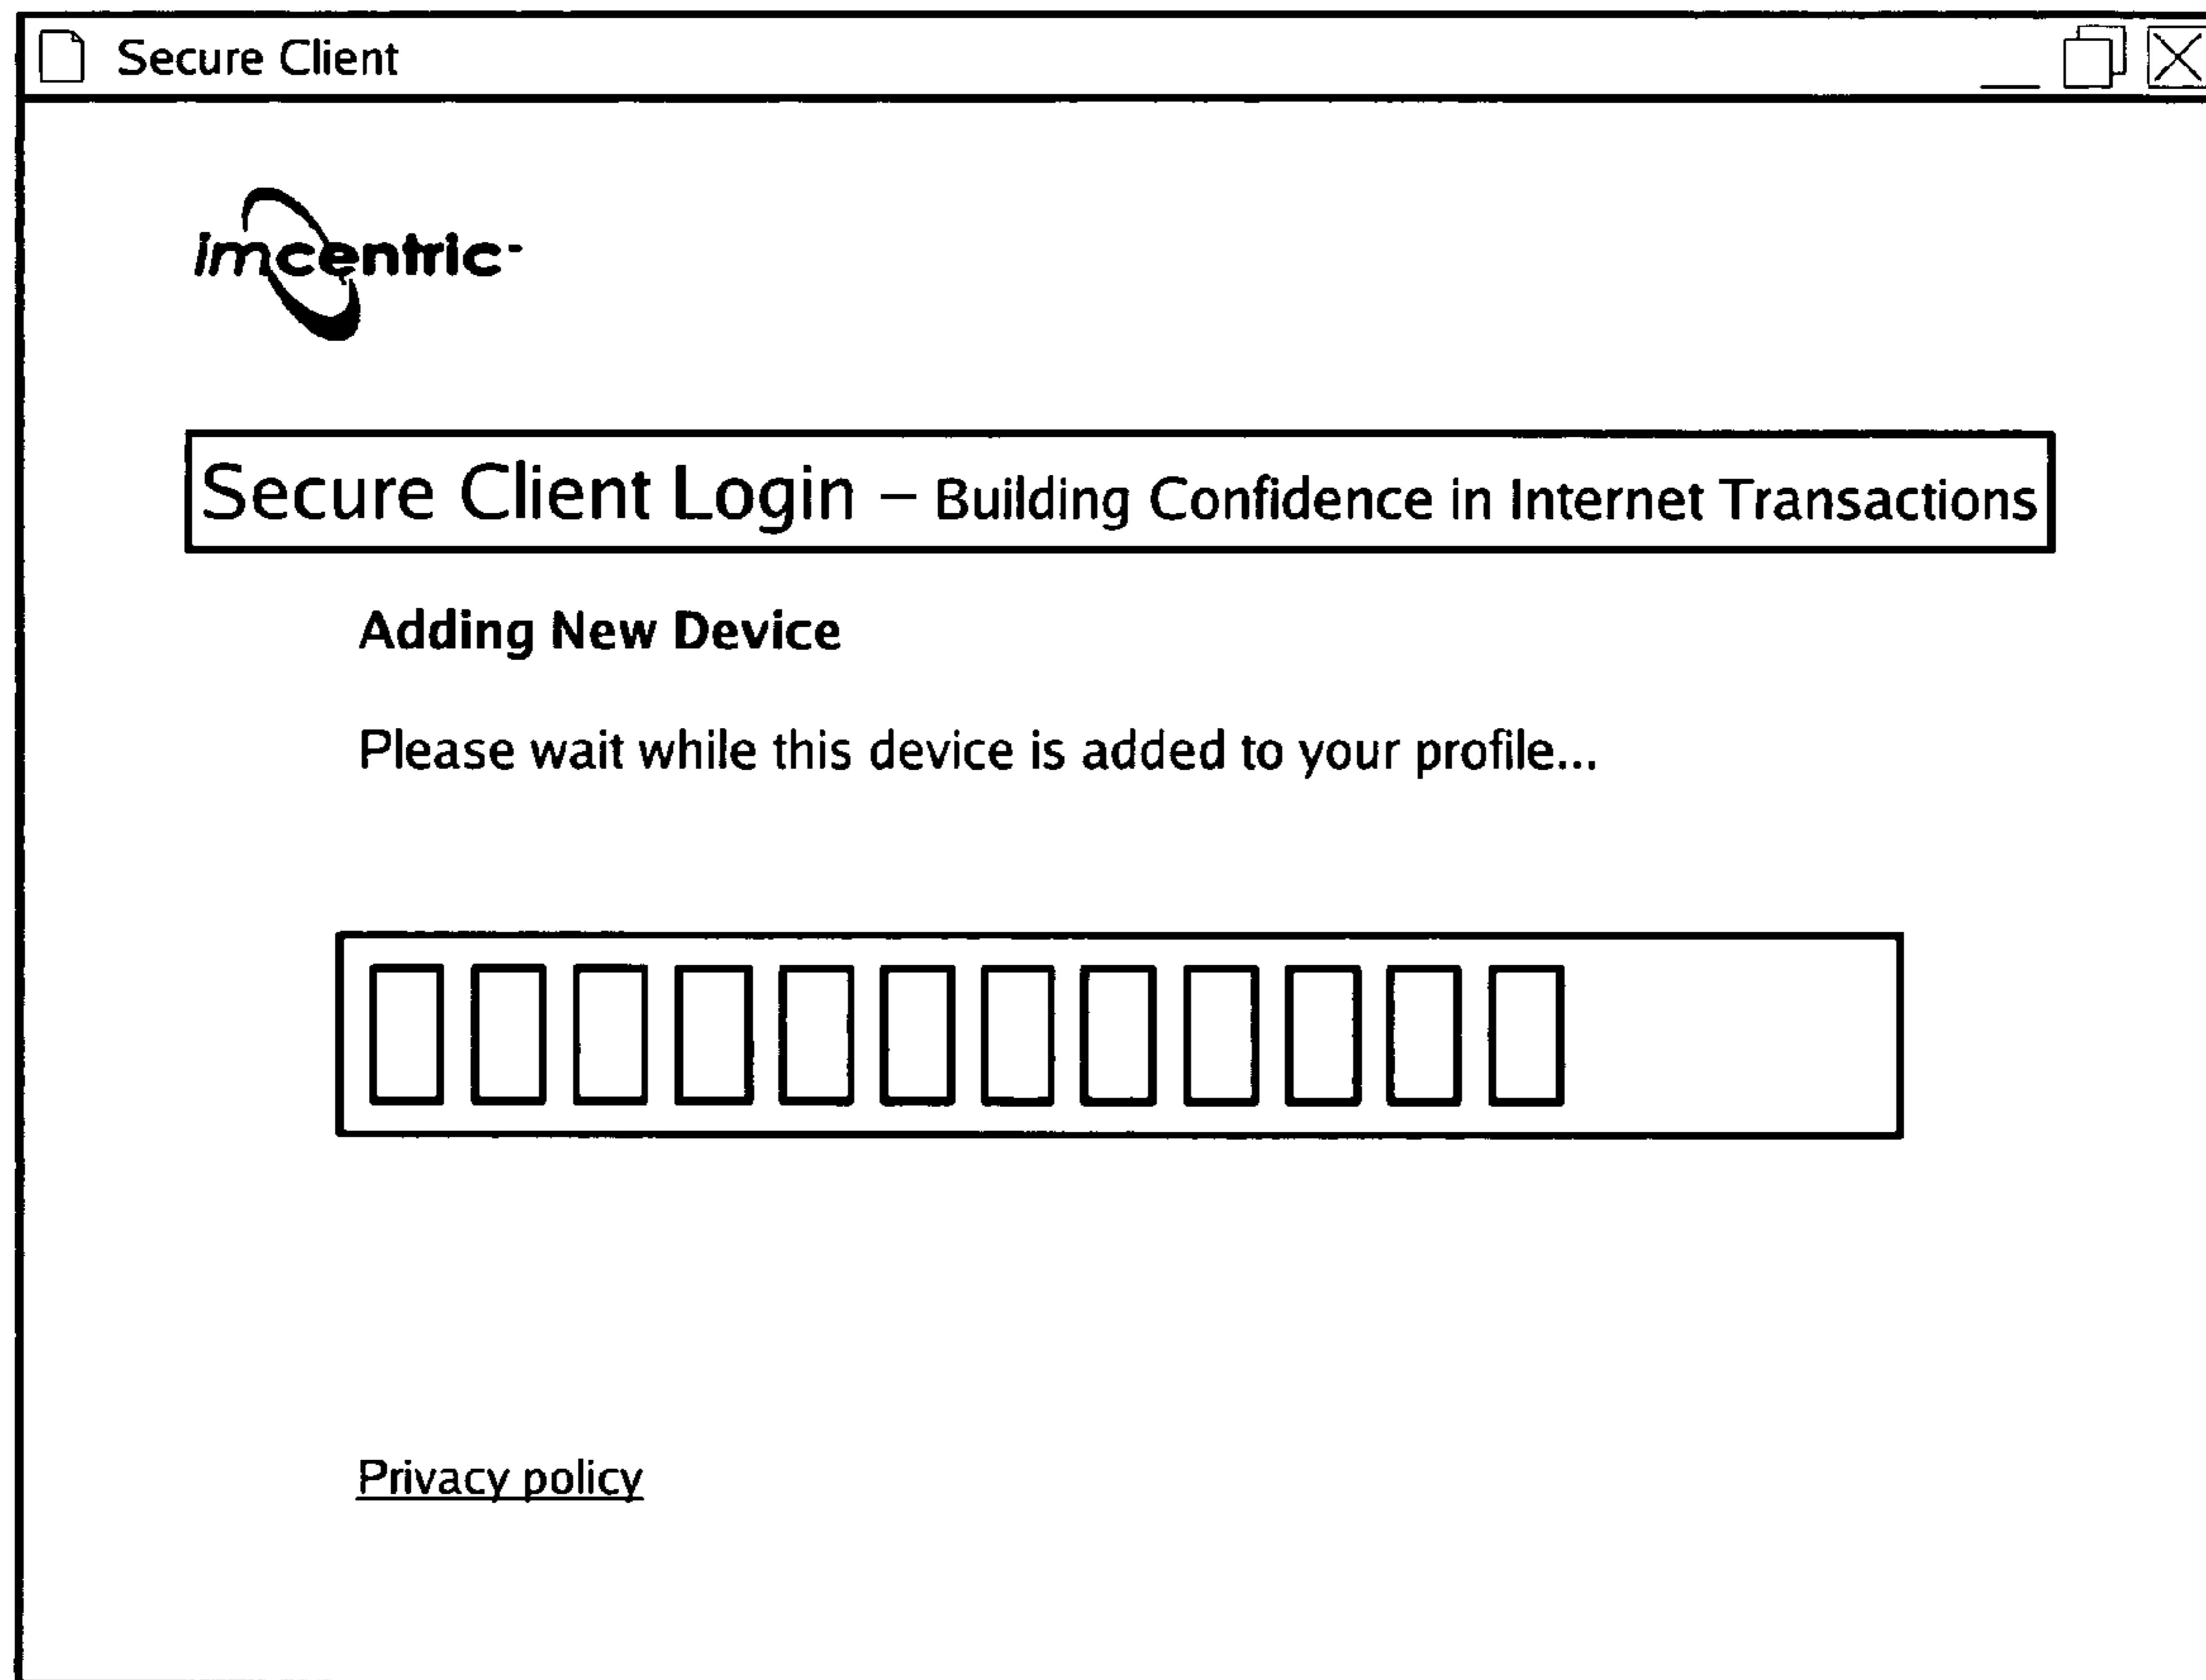 Secure Client
imcentric
Secure Client Login – Building Confidence in Internet Transactions
Adding New Device
Please wait while this device is added to your profile...
Privacy policy